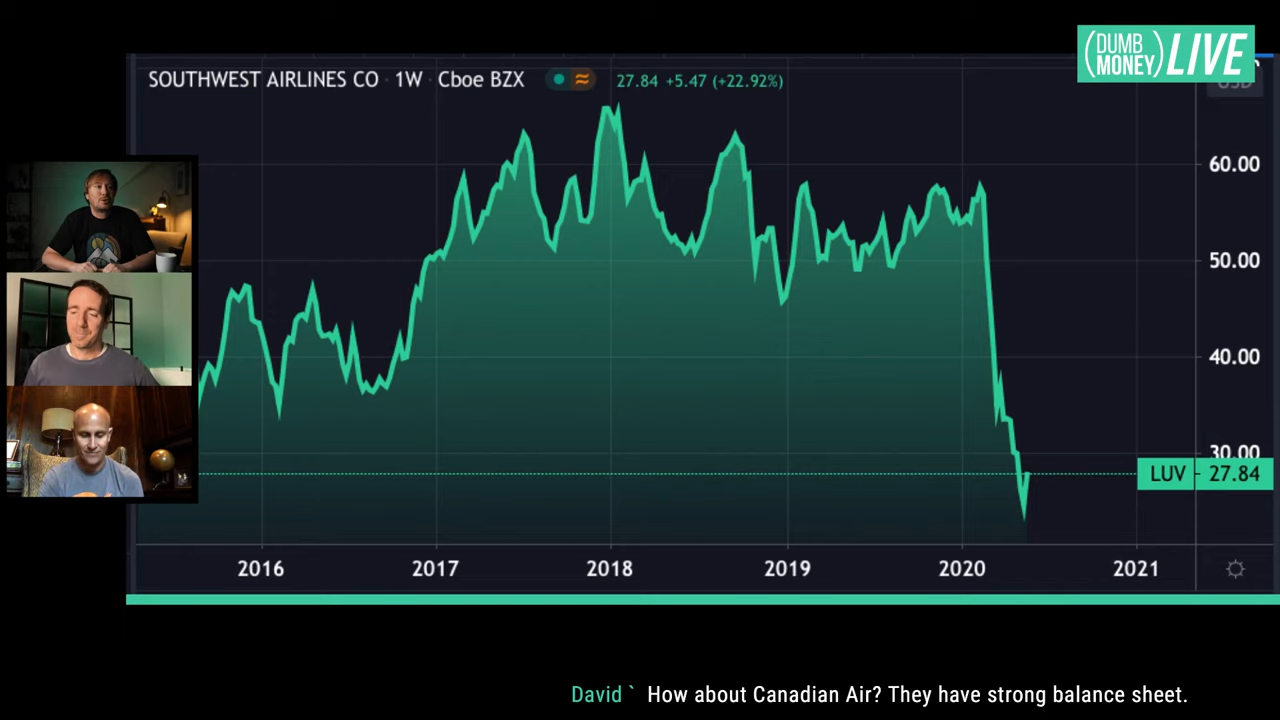 (DUMB MONEY) LIVE
SOUTHWEST AIRLINES CO · 1W · Cboe BZX 27.84 +5.47 (+22.92%)
USD
60.00
50.00
40.00
30.00
LUV 27.84
2016 2017 2018 2019 2020 2021
David ` How about Canadian Air? They have strong balance sheet.